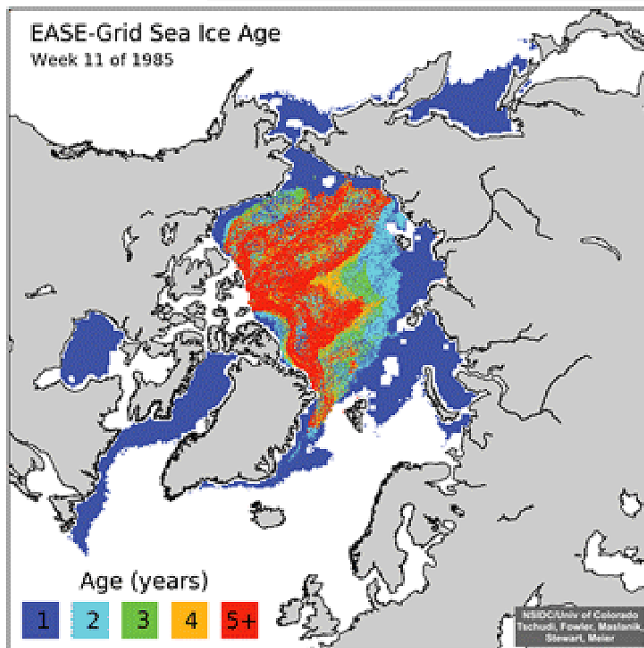 EASE-Grid Sea Ice Age
Week 11 of 1985
Age (years)
1 2 3 4 5+
NSIDC/Univ of Colorado
Tschudi, Fowler, Maslanik,
Stewart, Meier